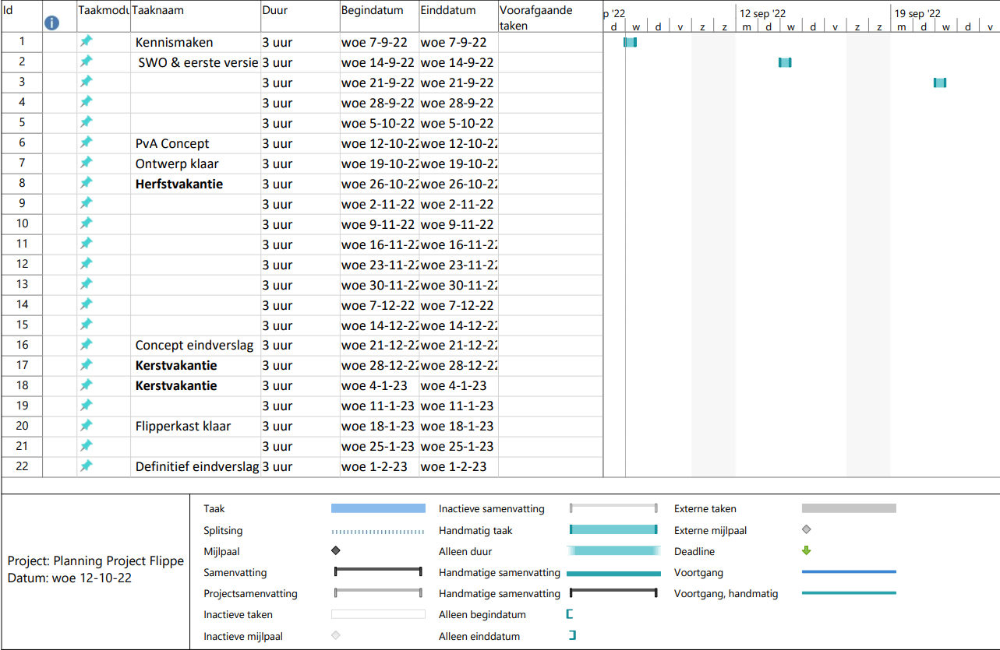 Id Taakmodu Taaknaam Duur Begindatum Einddatum Voorafgaande taken p '22 12 sep '22 19 sep '22
d w d v z z m d w d v z z m d w d v
1 Kennismaken 3 uur woe 7-9-22 woe 7-9-22
2 SWO & eerste versie 3 uur woe 14-9-22 woe 14-9-22
3 3 uur woe 21-9-22 woe 21-9-22
4 3 uur woe 28-9-22 woe 28-9-22
5 3 uur woe 5-10-22 woe 5-10-22
6 PvA Concept 3 uur woe 12-10-22 woe 12-10-22
7 Ontwerp klaar 3 uur woe 19-10-22 woe 19-10-22
8 Herfstvakantie 3 uur woe 26-10-22 woe 26-10-22
9 3 uur woe 2-11-22 woe 2-11-22
10 3 uur woe 9-11-22 woe 9-11-22
11 3 uur woe 16-11-22 woe 16-11-22
12 3 uur woe 23-11-22 woe 23-11-22
13 3 uur woe 30-11-22 woe 30-11-22
14 3 uur woe 7-12-22 woe 7-12-22
15 3 uur woe 14-12-22 woe 14-12-22
16 Concept eindverslag 3 uur woe 21-12-22 woe 21-12-22
17 Kerstvakantie 3 uur woe 28-12-22 woe 28-12-22
18 Kerstvakantie 3 uur woe 4-1-23 woe 4-1-23
19 3 uur woe 11-1-23 woe 11-1-23
20 Flipperkast klaar 3 uur woe 18-1-23 woe 18-1-23
21 3 uur woe 25-1-23 woe 25-1-23
22 Definitief eindverslag 3 uur woe 1-2-23 woe 1-2-23
Project: Planning Project Flippe
Datum: woe 12-10-22
Taak Inactieve samenvatting Externe taken
Splitsing Handmatig taak Externe mijlpaal
Mijlpaal Alleen duur Deadline
Samenvatting Handmatige samenvatting Voortgang
Projectsamenvatting Handmatige samenvatting Voortgang, handmatig
Inactieve taken Alleen begindatum
Inactieve mijlpaal Alleen einddatum